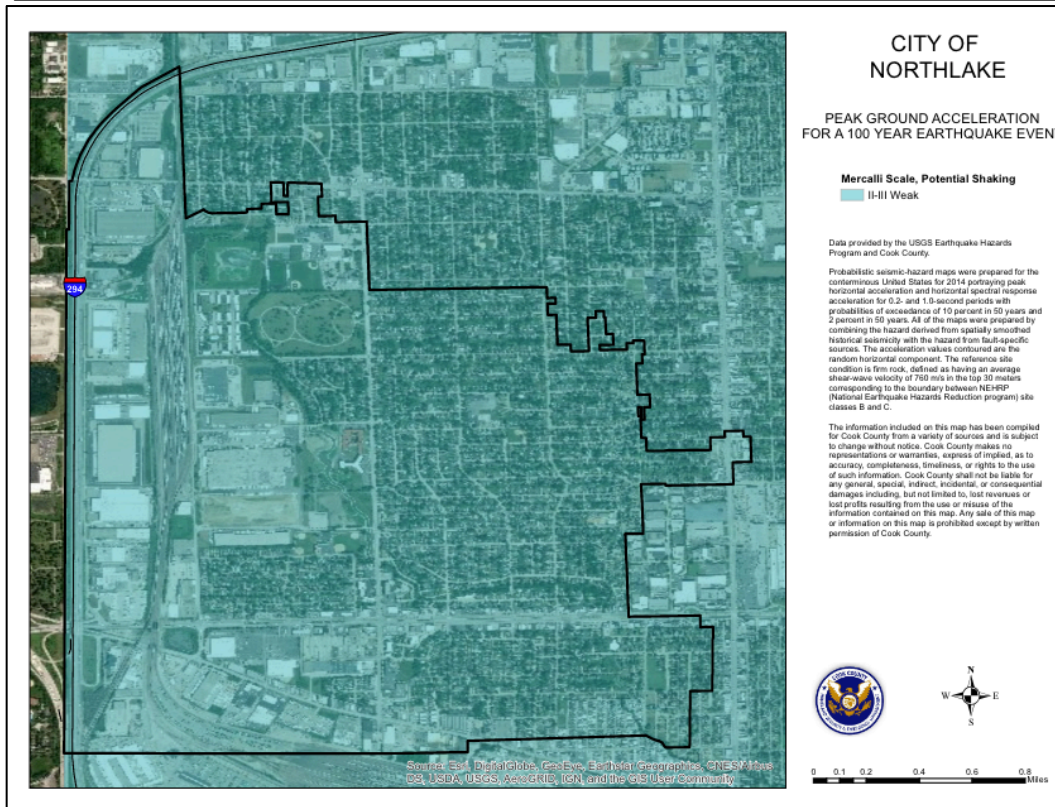 CITY OF
NORTHLAKE
PEAK GROUND ACCELERATION
FOR A 100 YEAR EARTHQUAKE EVEN
Mercalli Scale, Potential Shaking
II-III Weak
Data provided by the USGS Earthquake Hazards
Program and Cook County.
Probabilistic seismic-hazard maps were prepared for the
conterminous United States for 2014 portraying peak
horizontal acceleration and horizontal spectral response
acceleration for 0.2- and 1.0-second periods with
probabilities of exceedance of 10 percent in 50 years and
2 percent in 50 years. All of the maps were prepared by
combining the hazard derived from spatially smoothed
historical seismicity with the hazard from fault-specific
sources. The acceleration values contoured are the
random horizontal component. The reference site
condition is firm rock, defined as having an average
shear-wave velocity of 760 m/s in the top 30 meters
corresponding to the boundary between NEHRP
(National Earthquake Hazards Reduction program) site
classes B and C.
The information included on this map has been compiled
for Cook County from a variety of sources and is subject
to change without notice. Cook County makes no
representations or warranties, express of implied, as to
accuracy, completeness, timeliness, or rights to the use
of such information. Cook County shall not be liable for
any general, special, indirect, incidental, or consequential
damages including, but not limited to, lost revenues or
lost profits resulting from the use or misuse of the
information contained on this map. Any sale of this map
or information on this map is prohibited except by written
permission of Cook County.
294
COOK COUNTY
N
W E
S
Source: Esri, DigitalGlobe, GeoEye, Earthstar Geographics, CNES/Airbus
DS, USDA, USGS, AeroGRID, IGN, and the GIS User Community
0 0.1 0.2 0.4 0.6 0.8
Miles